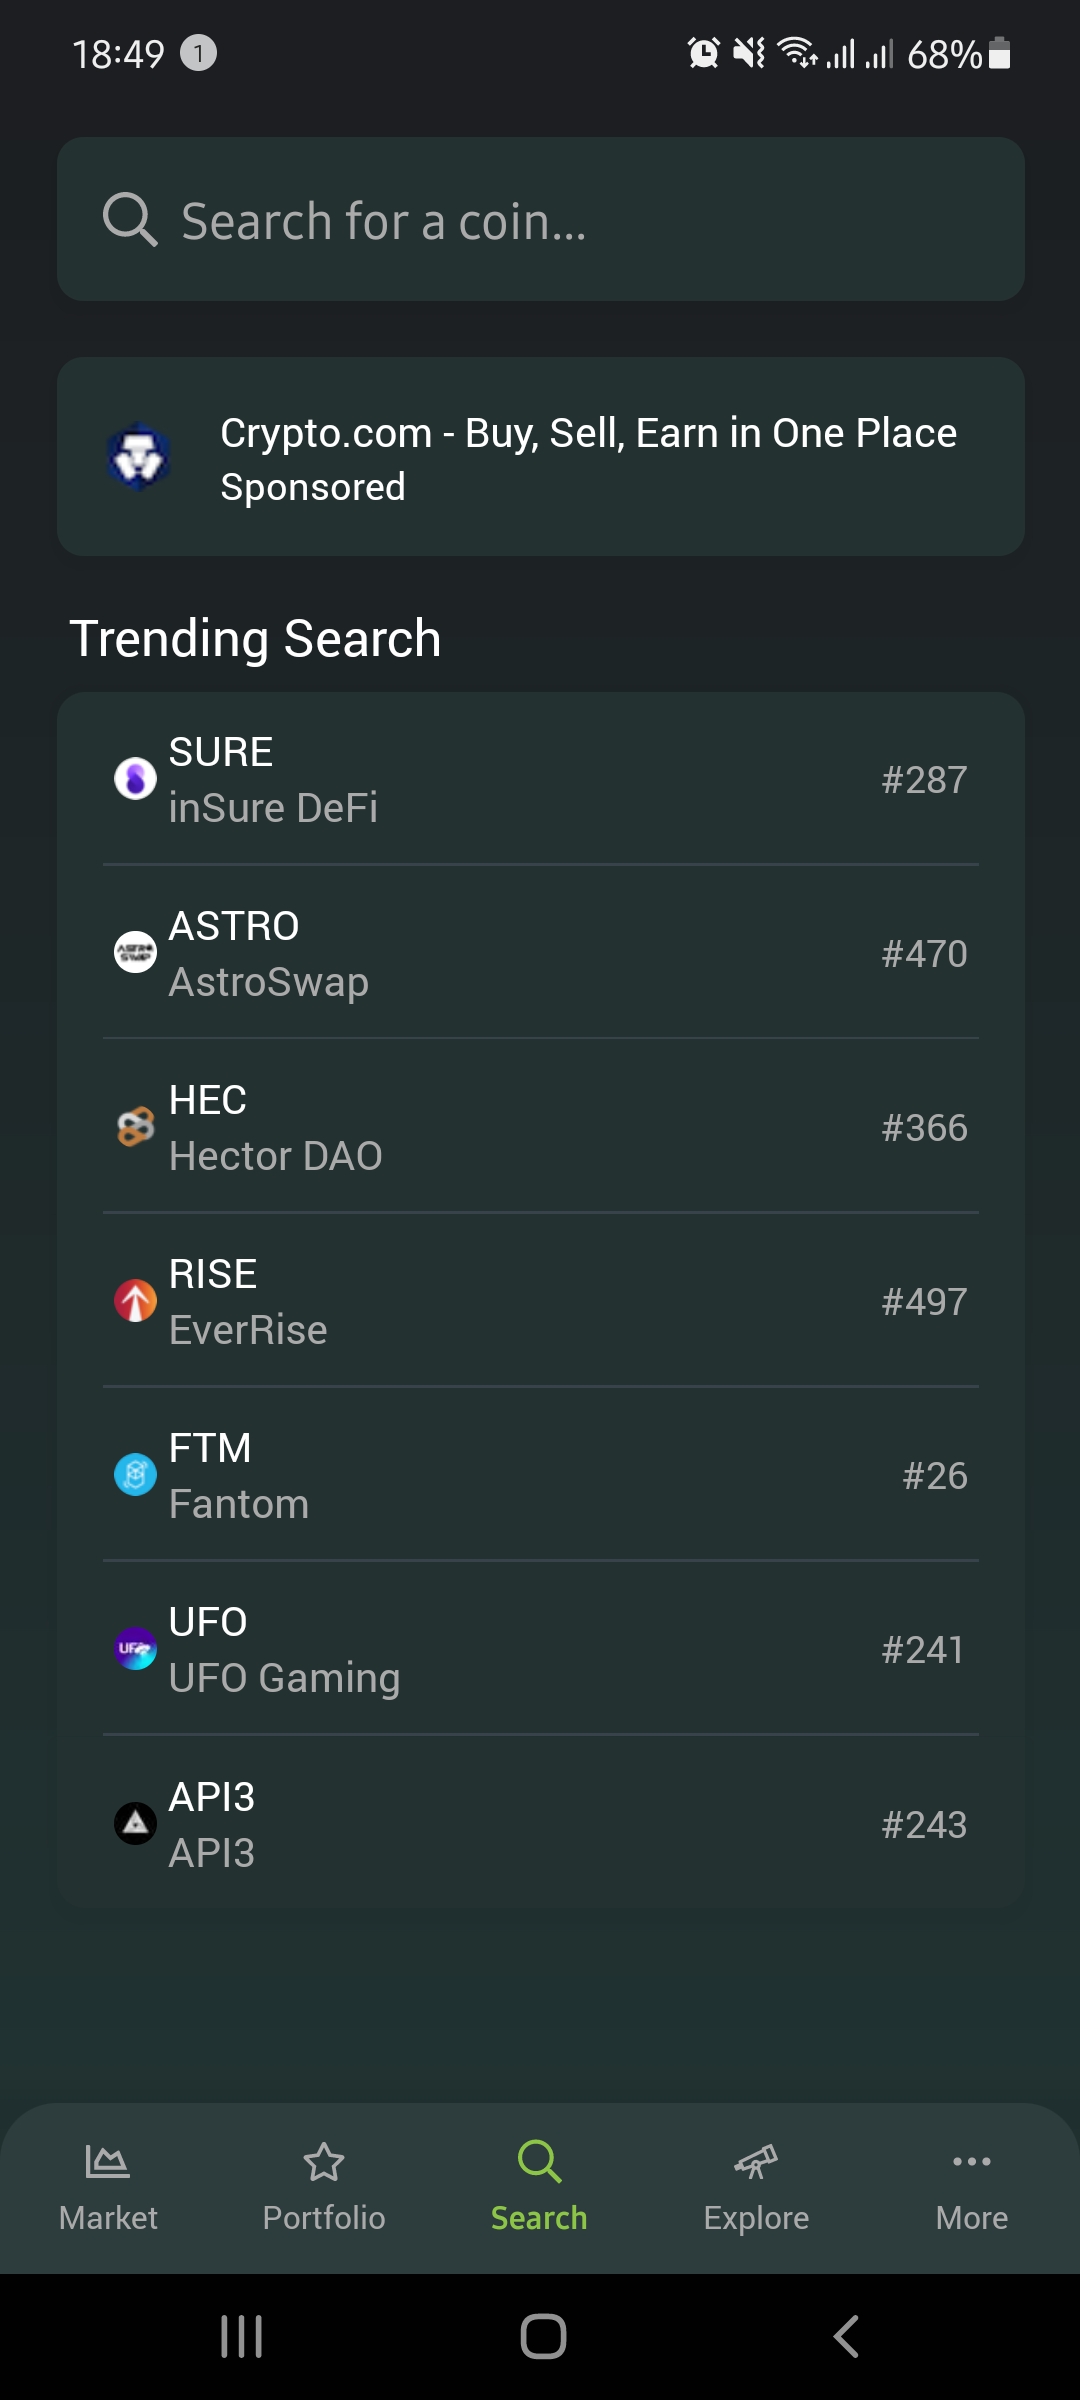 18:49 1 68%
Search for a coin...
Crypto.com - Buy, Sell, Earn in One Place
Sponsored
Trending Search
SURE
inSure DeFi
#287
ASTRO
AstroSwap
#470
HEC
Hector DAO
#366
RISE
EverRise
#497
FTM
Fantom
#26
UFO
UFO Gaming
#241
API3
API3
#243
Market Portfolio Search Explore More